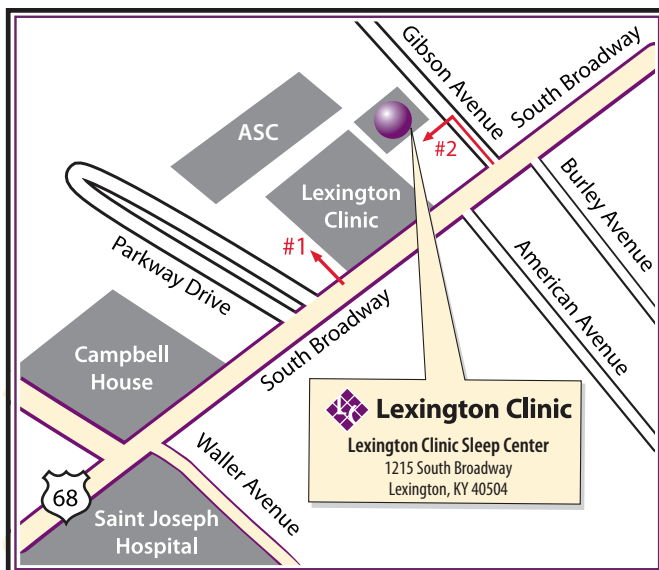 Gibson Avenue
South Broadway
ASC
#2
Lexington
Clinic
Burley Avenue
#1
Parkway Drive
American Avenue
South Broadway
Campbell
House
Lexington Clinic
Lexington Clinic Sleep Center
1215 South Broadway
Lexington, KY 40504
Waller Avenue
68
Saint Joseph
Hospital